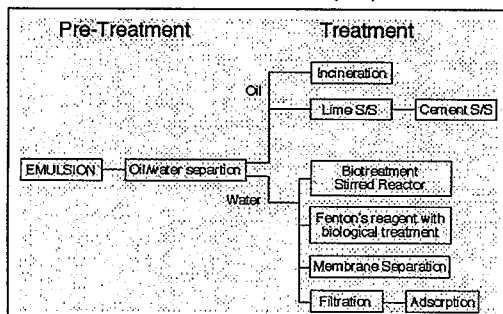 Pre-Treatment
Treatment
Oil
Incineration
Lime S/S
Cement S/S
EMULSION
Oil/water separtion
Water
Biotreatment
Stirred Reactor
Fenton's reagent with
biological treatment
Membrane Separation
Filtration
Adsorption